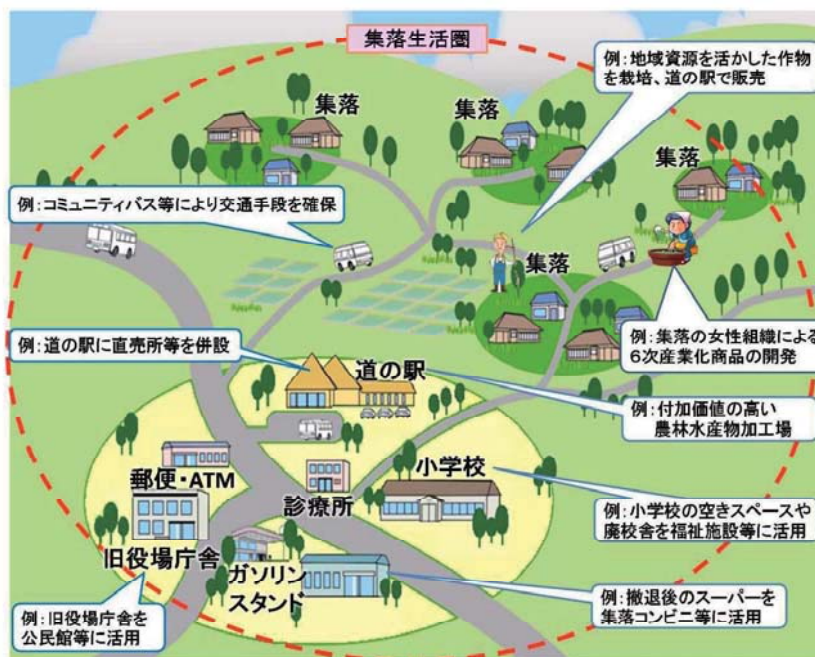 集落生活圏
例：地域資源を活かした作物
を栽培、道の駅で販売
集落
集落
集落
例：コミュニティバス等により交通手段を確保
集落
例：集落の女性組織による
6次産業化商品の開発
例：道の駅に直売所等を併設
道の駅
例：付加価値の高い
農林水産物加工場
郵便・ATM
診療所
小学校
例：小学校の空きスペースや
廃校舎を福祉施設等に活用
旧役場庁舎
ガソリン
スタンド
例：撤退後のスーパーを
集落コンビニ等に活用
例：旧役場庁舎を
公民館等に活用